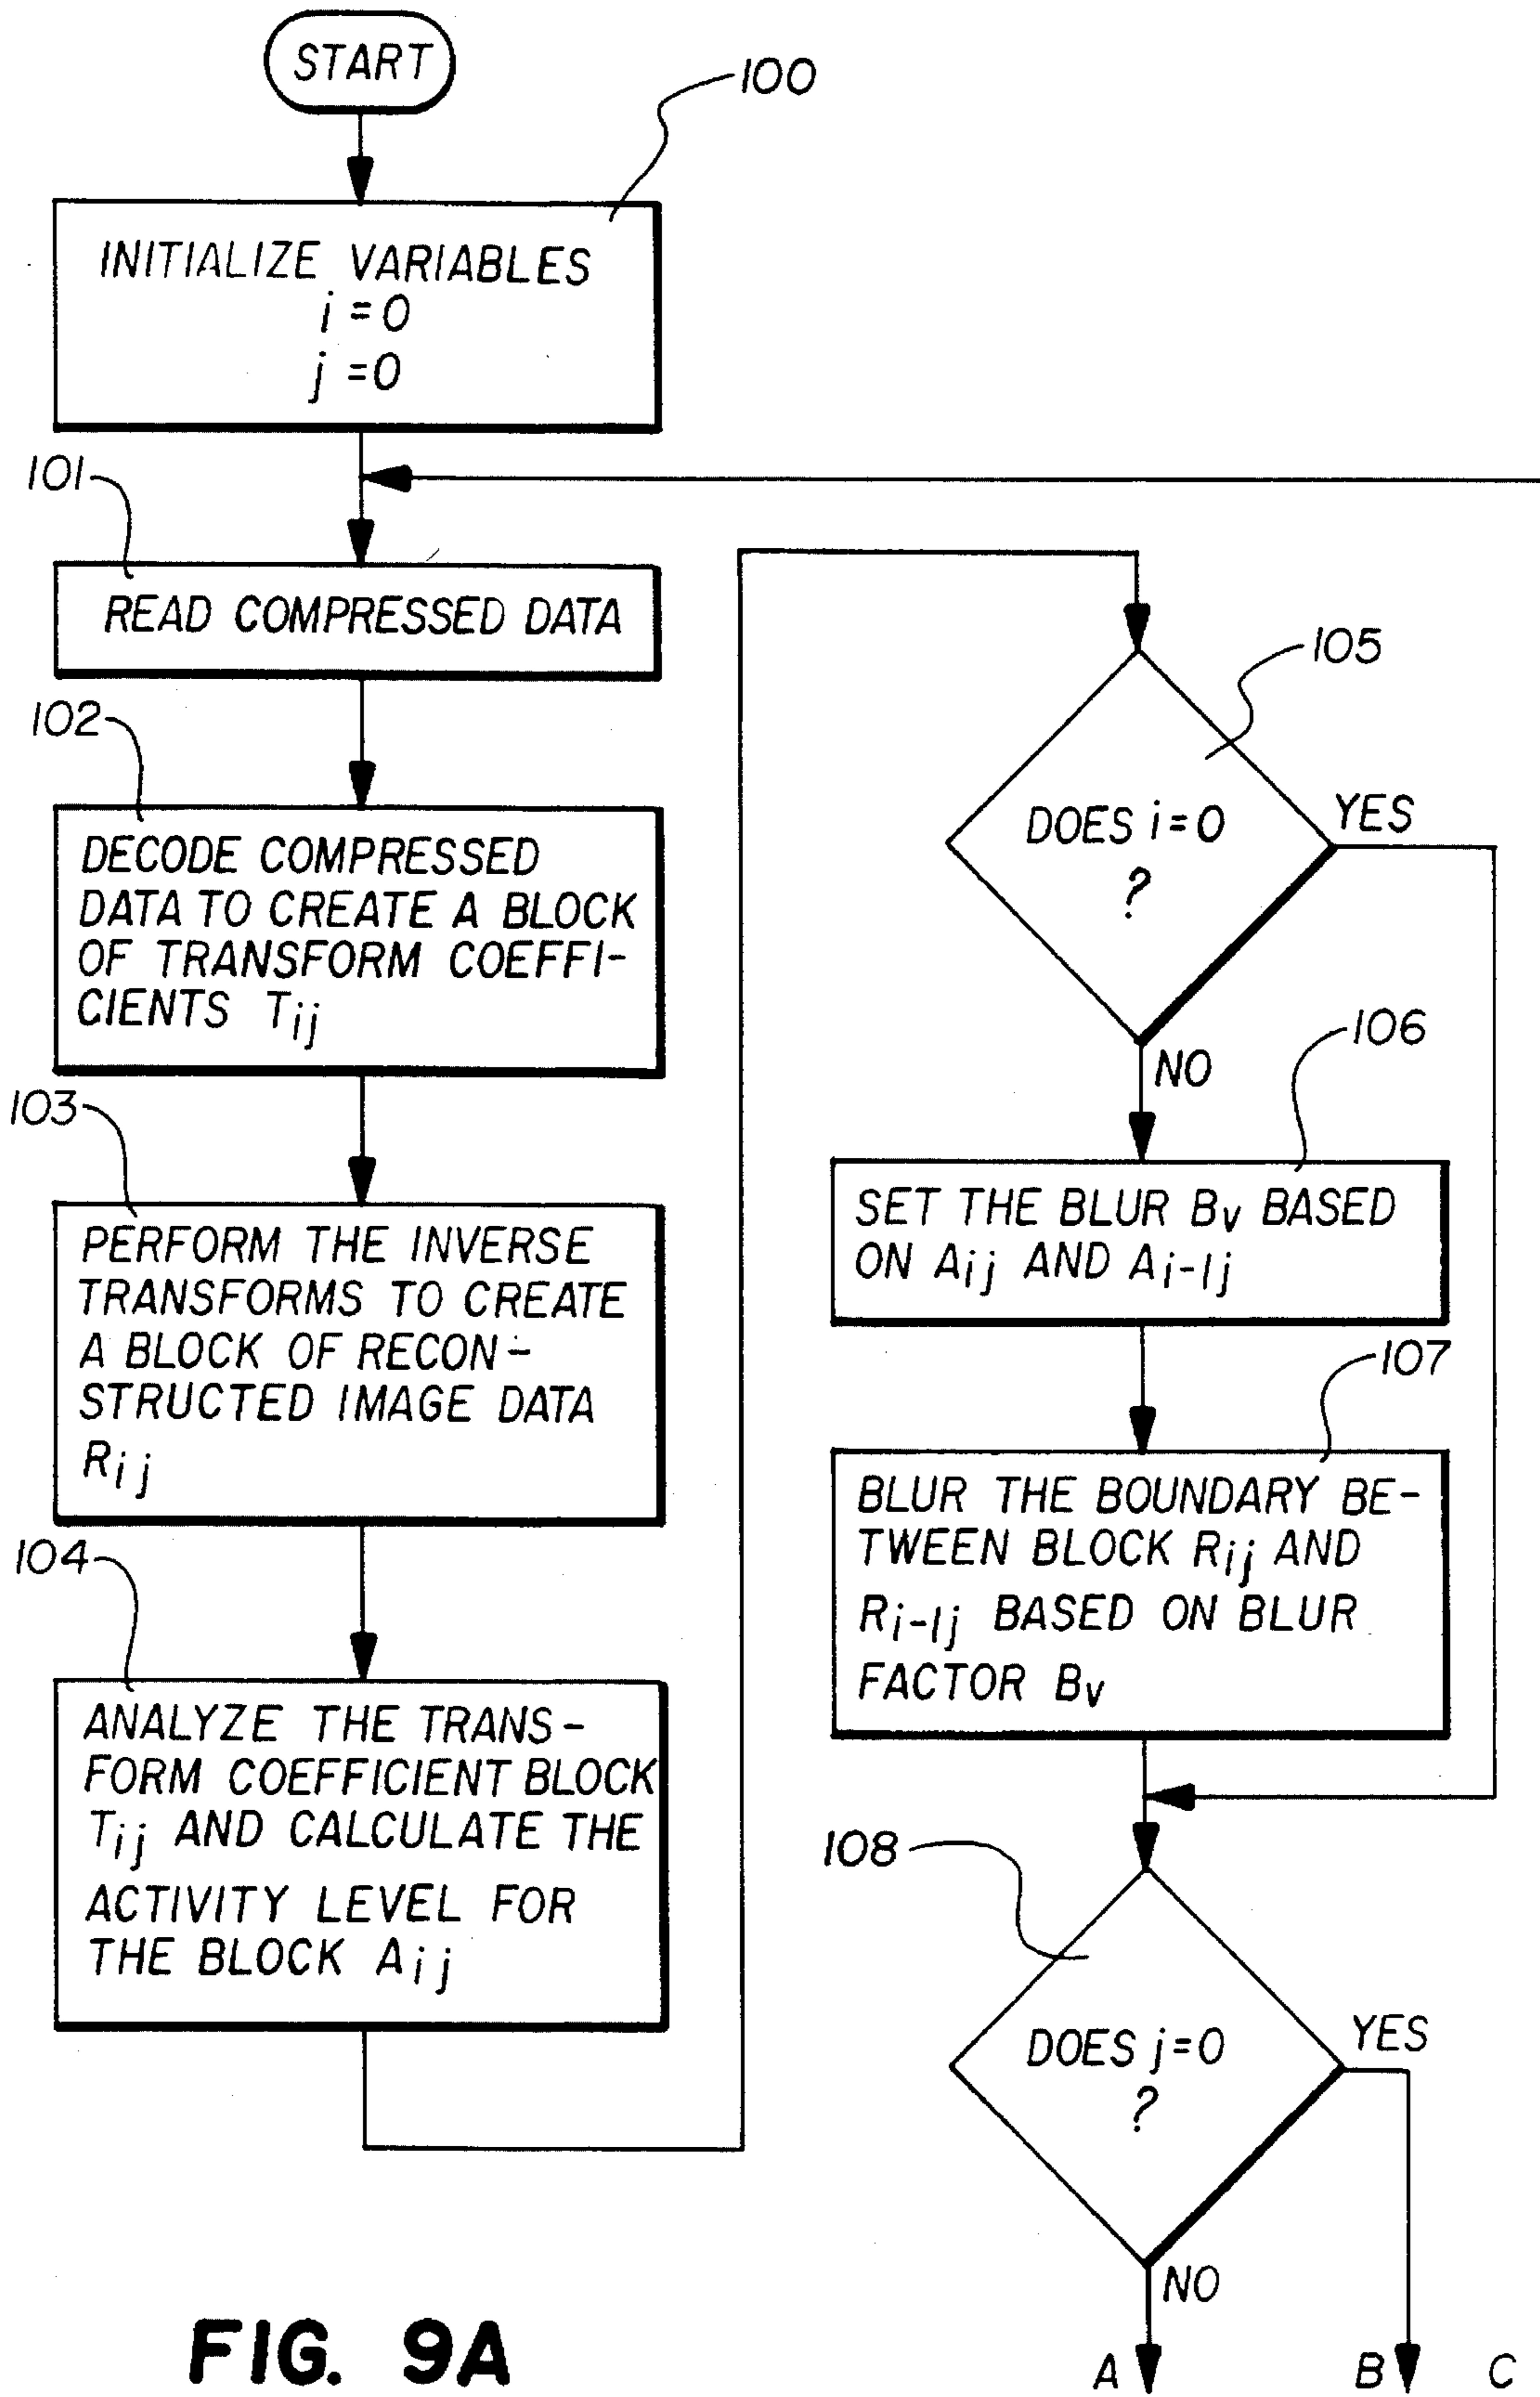 START
100
INITIALIZE VARIABLES
i = 0
j = 0
101
READ COMPRESSED DATA
102
DECODE COMPRESSED
DATA TO CREATE A BLOCK
OF TRANSFORM COEFFI-
CIENTS Tij
103
PERFORM THE INVERSE
TRANSFORMS TO CREATE
A BLOCK OF RECON-
STRUCTED IMAGE DATA
Rij
104
ANALYZE THE TRANS-
FORM COEFFICIENT BLOCK
Tij AND CALCULATE THE
ACTIVITY LEVEL FOR
THE BLOCK Aij
105
DOES i=0
?
YES
NO
106
SET THE BLUR Bv BASED
ON Aij AND Ai-1j
107
BLUR THE BOUNDARY BE-
TWEEN BLOCK Rij AND
Ri-1j BASED ON BLUR
FACTOR Bv
108
DOES j=0
?
YES
NO
A
B
C
FIG. 9A